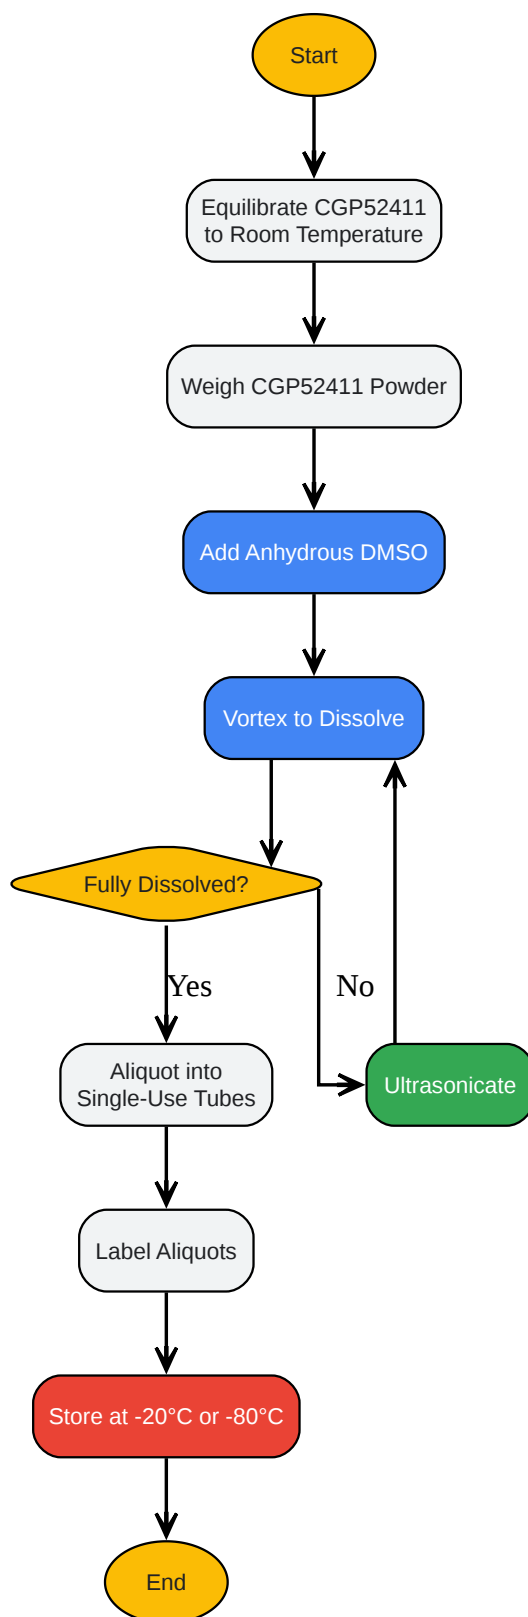 Start
Equilibrate CGP52411
to Room Temperature
Weigh CGP52411 Powder
Add Anhydrous DMSO
Vortex to Dissolve
Fully Dissolved?
Yes
No
Aliquot into
Single-Use Tubes
Ultrasonicate
Label Aliquots
Store at -20°C or -80°C
End